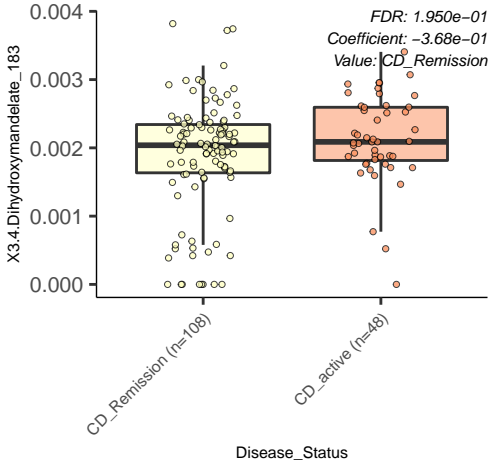 FDR: 1.950e−01
Coefficient: −3.68e−01
Value: CD_Remission
0.004
0.003
0.002
0.001
0.000
X3.4.Dihydroxymandelate_183
CD_Remission (n=108)
CD_active (n=48)
Disease_Status